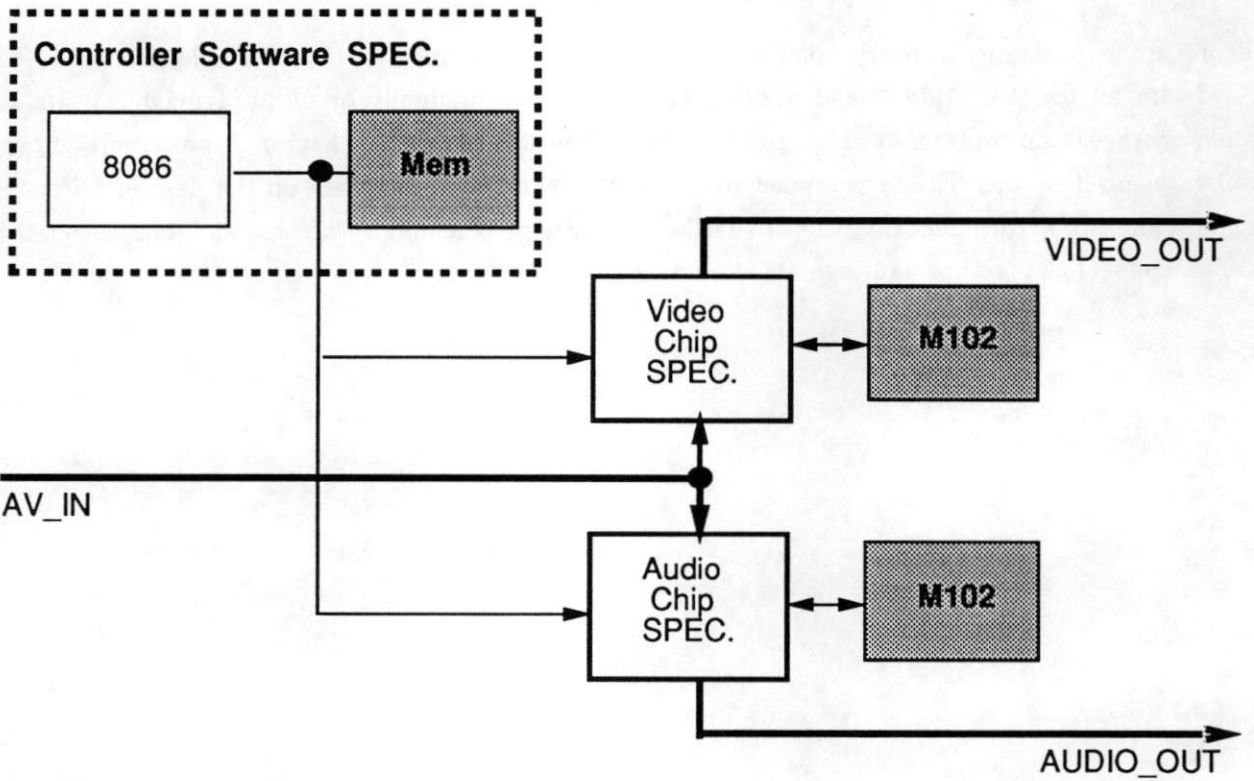 Controller Software SPEC.
8086
Mem
VIDEO_OUT
Video
Chip
SPEC.
M102
AV_IN
Audio
Chip
SPEC.
M102
AUDIO_OUT